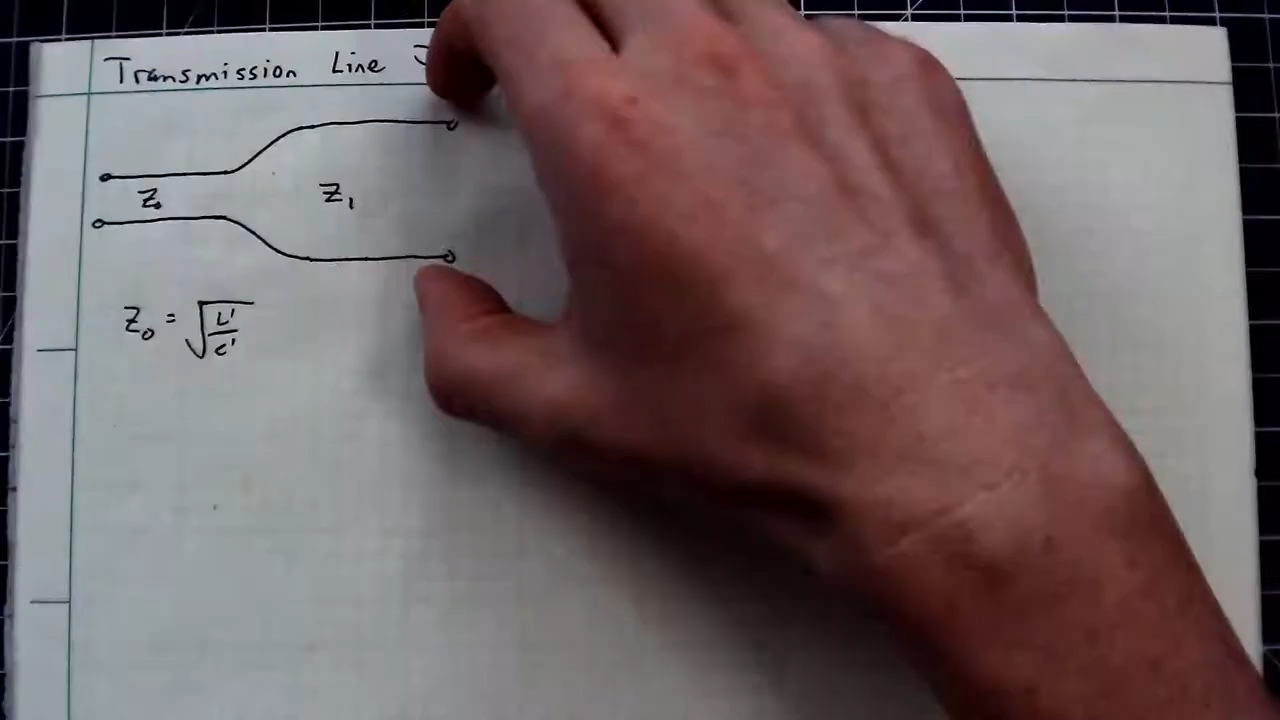 Transmission Line
Z₀
Z₁
Z₀ = √(L'/C')